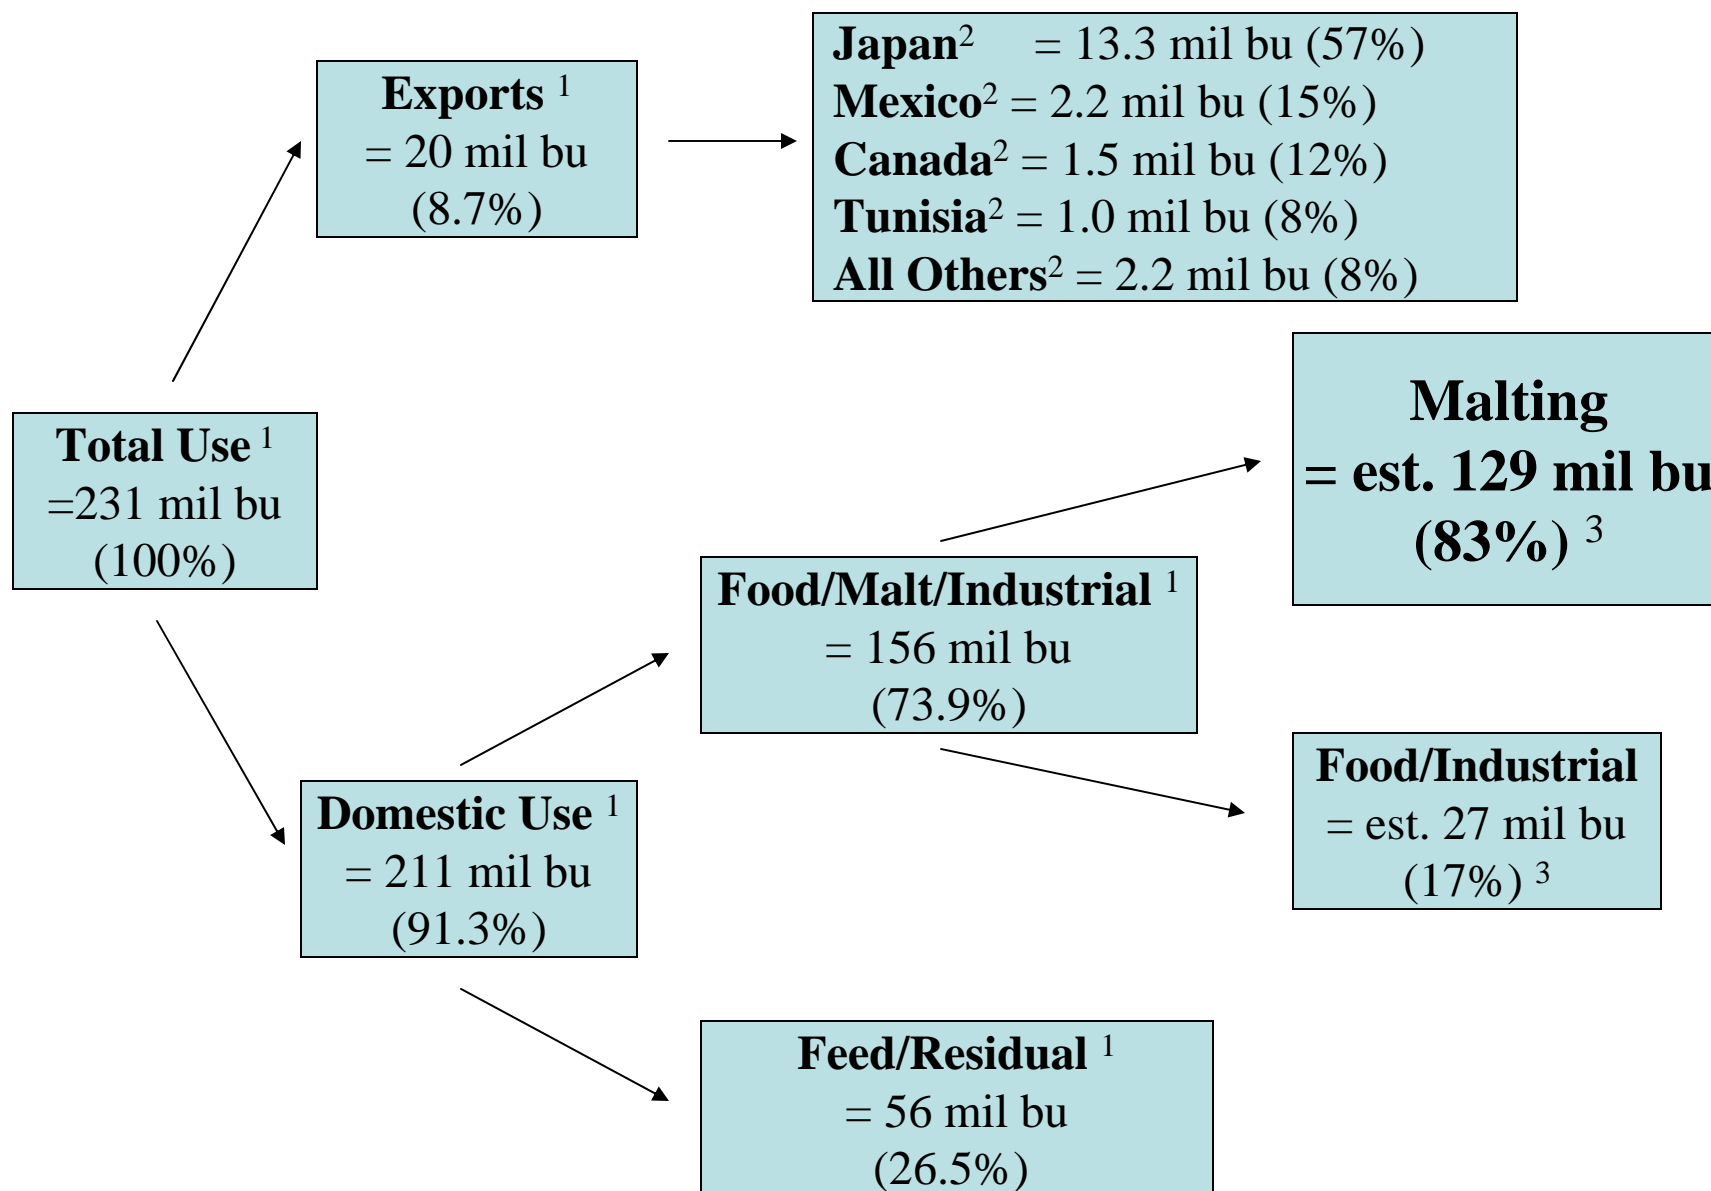 Exports ¹
= 20 mil bu
(8.7%)
Japan² = 13.3 mil bu (57%)
Mexico² = 2.2 mil bu (15%)
Canada² = 1.5 mil bu (12%)
Tunisia² = 1.0 mil bu (8%)
All Others² = 2.2 mil bu (8%)
Total Use ¹
=231 mil bu
(100%)
Malting
= est. 129 mil bu
(83%) ³
Food/Malt/Industrial ¹
= 156 mil bu
(73.9%)
Food/Industrial
= est. 27 mil bu
(17%) ³
Domestic Use ¹
= 211 mil bu
(91.3%)
Feed/Residual ¹
= 56 mil bu
(26.5%)